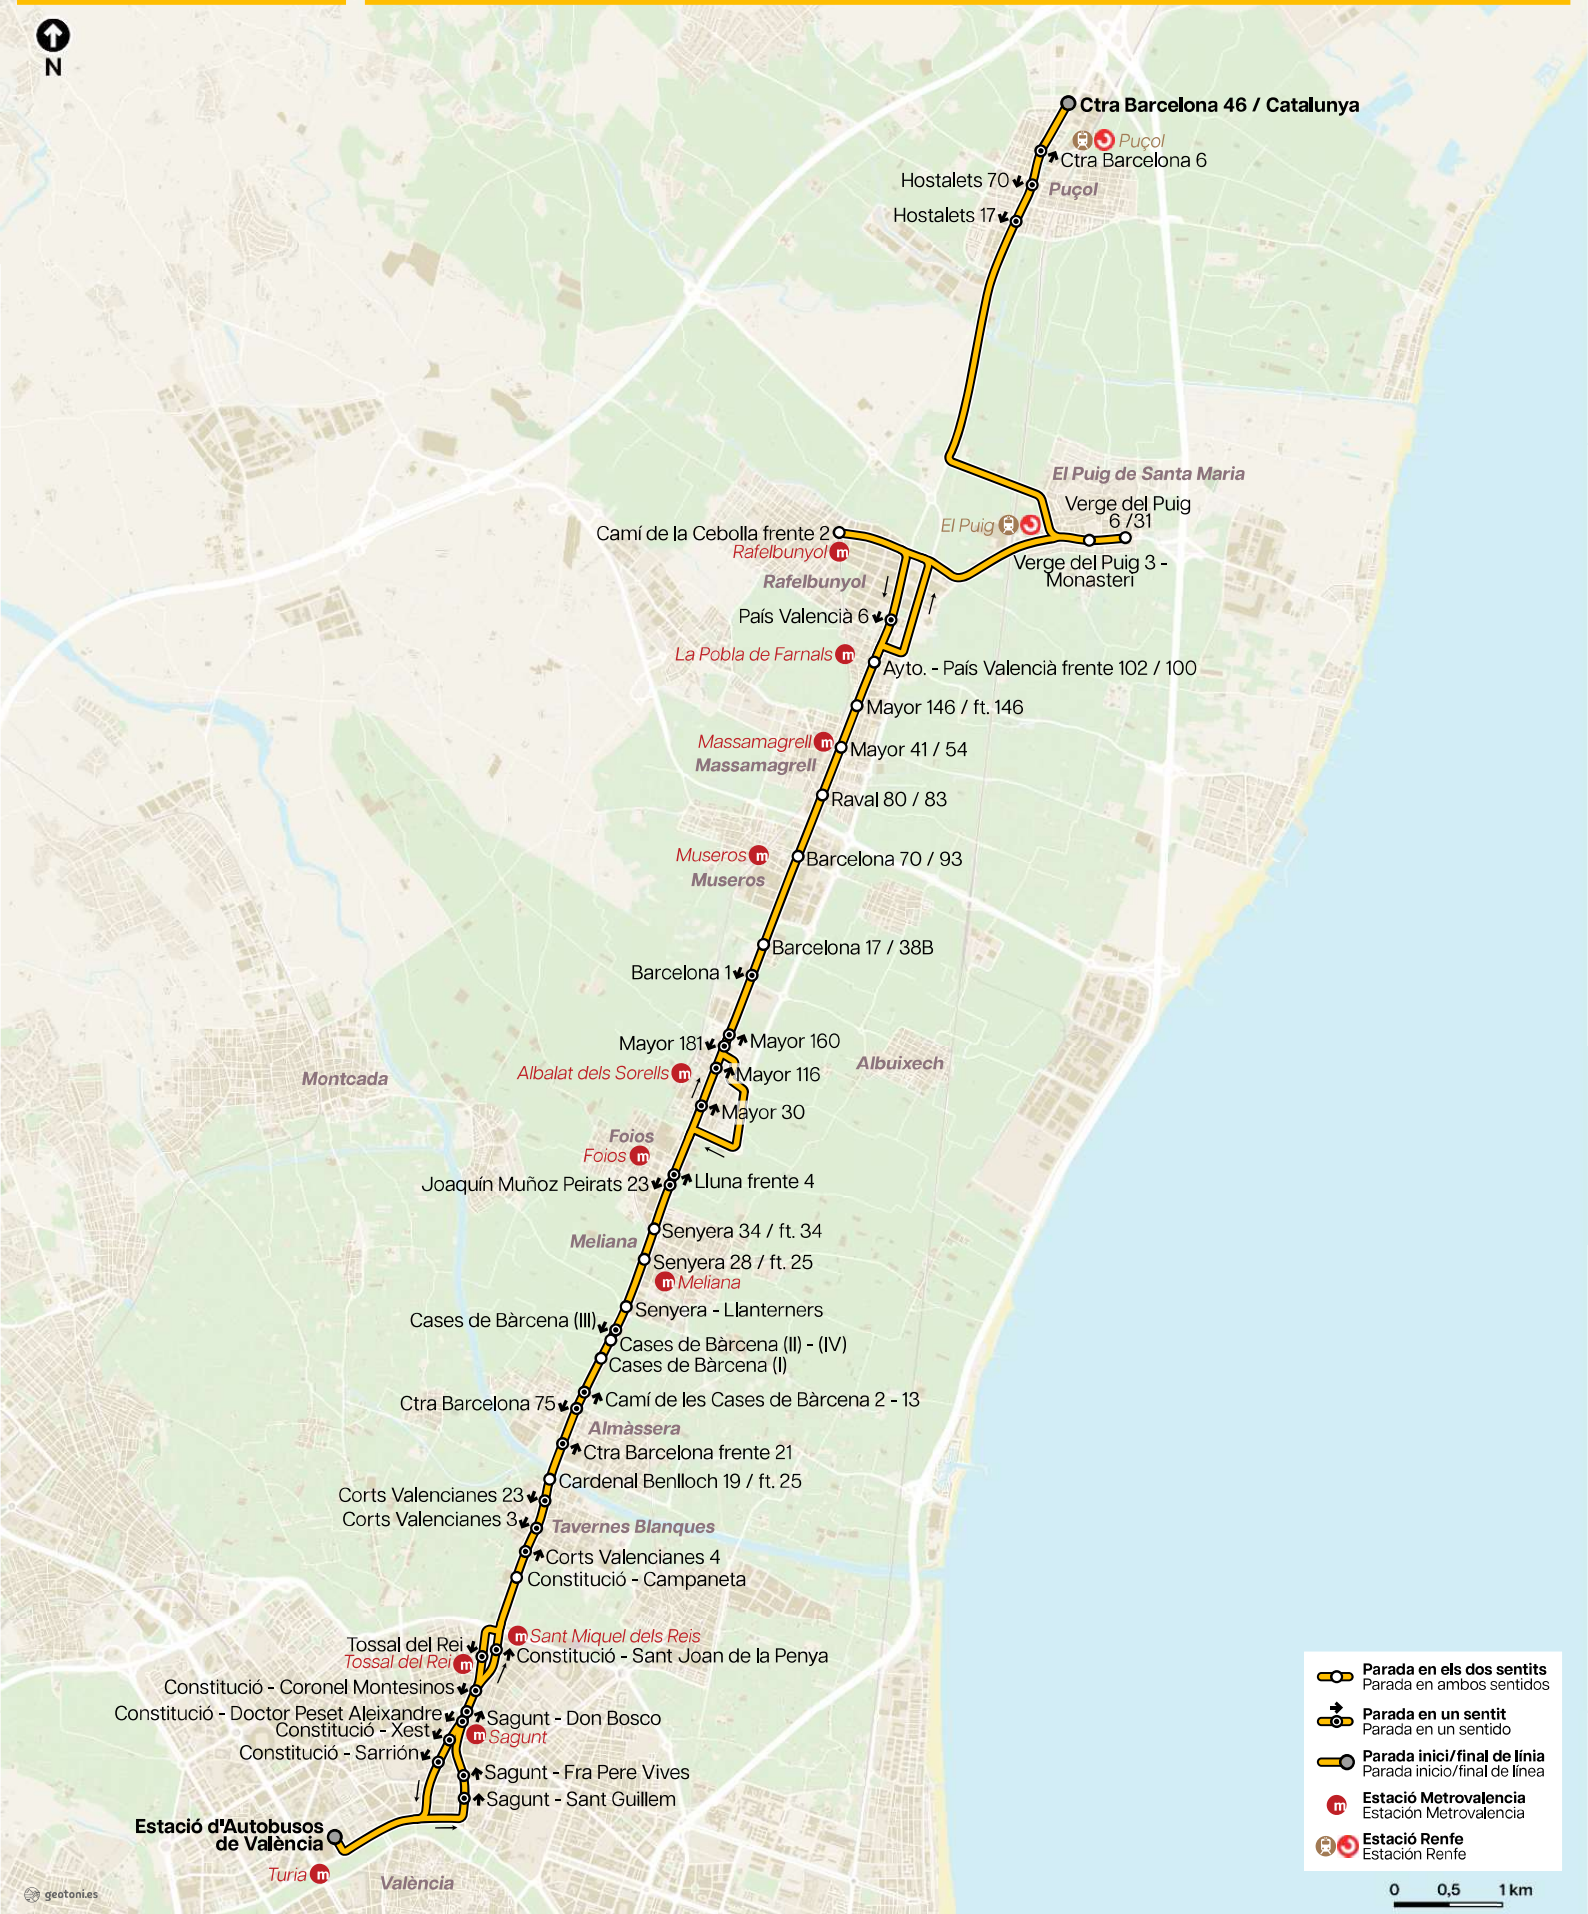 N
Ctra Barcelona 46 / Catalunya
Puçol
Ctra Barcelona 6
Hostalets 70
Puçol
Hostalets 17
El Puig de Santa Maria
Verge del Puig
6 /31
El Puig
Camí de la Cebolla frente 2
Rafelbunyol
m
Verge del Puig 3 -
Monasteri
Rafelbunyol
País Valencià 6
La Pobla de Farnals
m
Ayto. - País Valencià frente 102 / 100
Mayor 146 / ft. 146
Massamagrell
m
Mayor 41 / 54
Massamagrell
Raval 80 / 83
Museros
m
Barcelona 70 / 93
Museros
Barcelona 17 / 38B
Barcelona 1
Mayor 181
Mayor 160
Albuixech
Albalat dels Sorells
m
Mayor 116
Montcada
Mayor 30
Foios
Foios
m
Joaquín Muñoz Peirats 23
Lluna frente 4
Senyera 34 / ft. 34
Meliana
Senyera 28 / ft. 25
m
Meliana
Senyera - Llanterners
Cases de Bàrcena (III)
Cases de Bàrcena (II) - (IV)
Cases de Bàrcena (I)
Ctra Barcelona 75
Camí de les Cases de Bàrcena 2 - 13
Almàssera
Ctra Barcelona frente 21
Cardenal Benlloch 19 / ft. 25
Corts Valencianes 23
Corts Valencianes 3
Tavernes Blanques
Corts Valencianes 4
Constitució - Campaneta
m
Sant Miquel dels Reis
Tossal del Rei
Constitució - Sant Joan de la Penya
Tossal del Rei
m
Constitució - Coronel Montesinos
Constitució - Doctor Peset Aleixandre
Sagunt - Don Bosco
Constitució - Xest
m
Sagunt
Constitució - Sarrión
Sagunt - Fra Pere Vives
Sagunt - Sant Guillem
Estació d'Autobusos
de València
Turia
m
València
geotoni.es
Parada en els dos sentits
Parada en ambos sentidos
Parada en un sentit
Parada en un sentido
Parada inici/final de línia
Parada inicio/final de línea
m
Estació Metrovalencia
Estación Metrovalencia
Estació Renfe
Estación Renfe
0 0,5 1 km